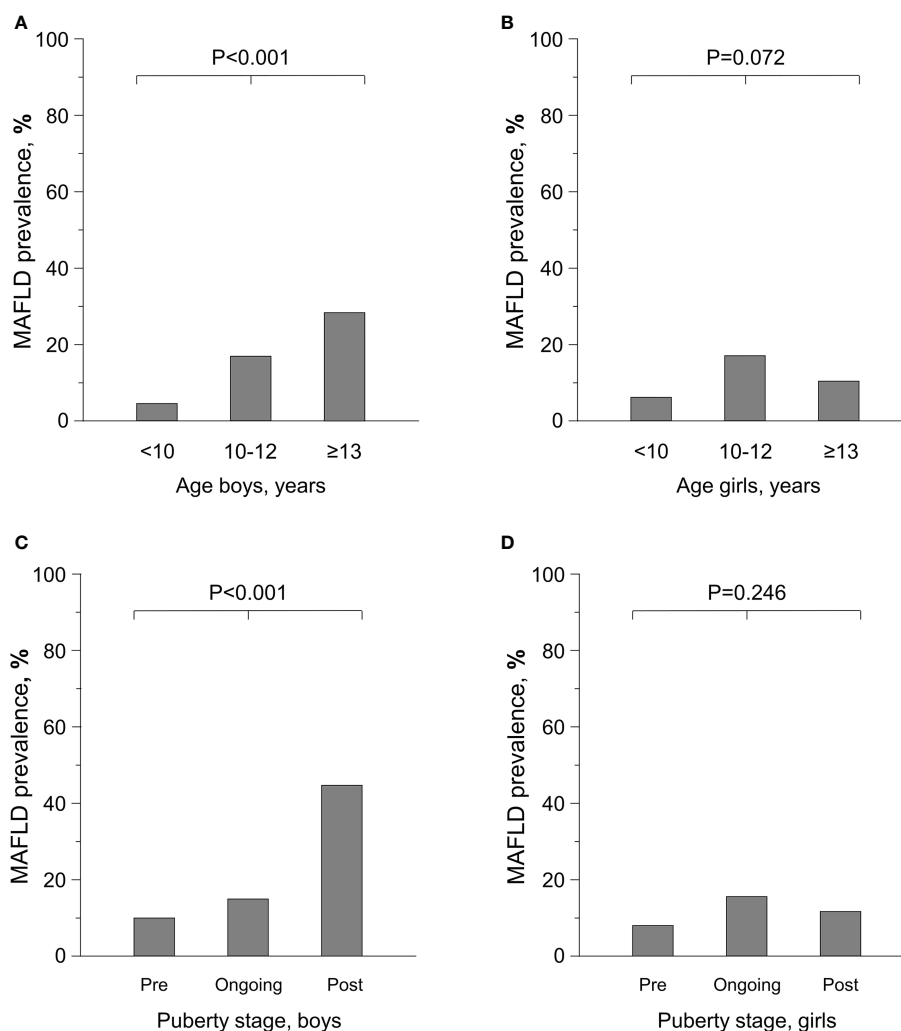 A
P<0.001
MAFLD prevalence, %
100
80
60
40
20
0
<10 10-12 ≥13
Age boys, years
B
P=0.072
MAFLD prevalence, %
100
80
60
40
20
0
<10 10-12 ≥13
Age girls, years
C
P<0.001
MAFLD prevalence, %
100
80
60
40
20
0
Pre Ongoing Post
Puberty stage, boys
D
P=0.246
MAFLD prevalence, %
100
80
60
40
20
0
Pre Ongoing Post
Puberty stage, girls